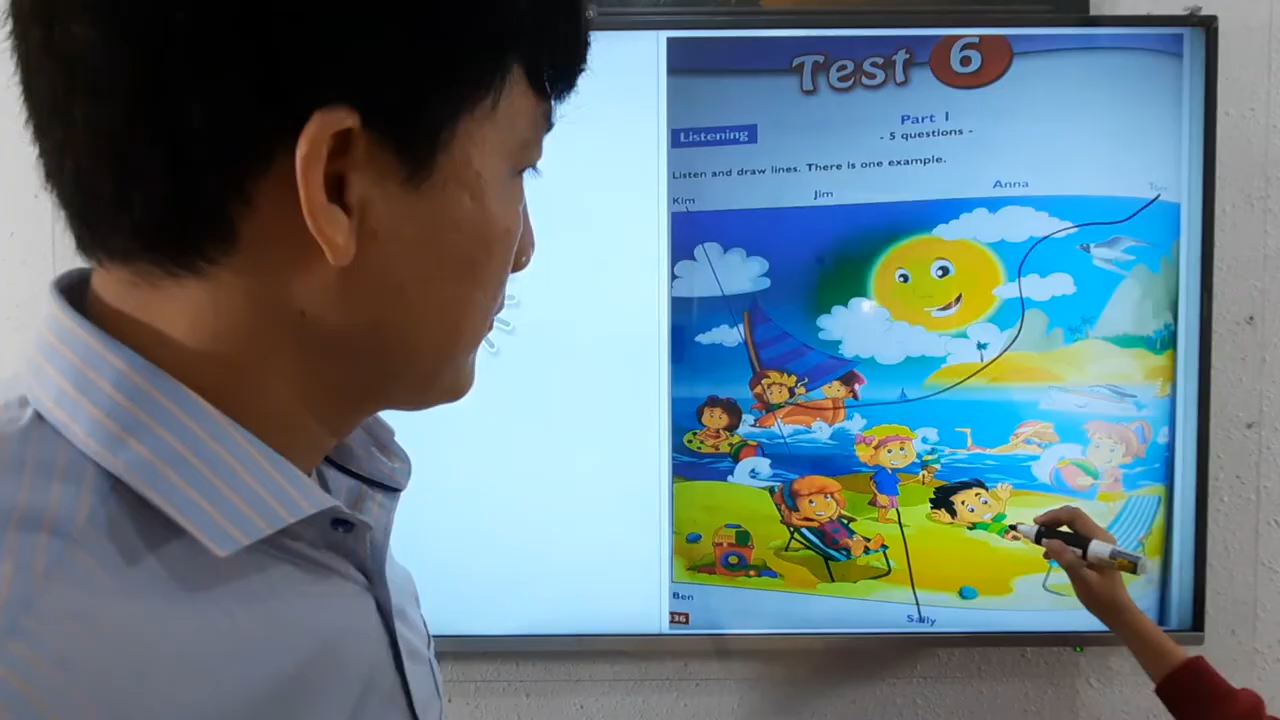 Test 6
Part 1
Listening
- 5 questions -
Listen and draw lines. There is one example.
Kim Jim Anna Tom
Ben
36 Sally